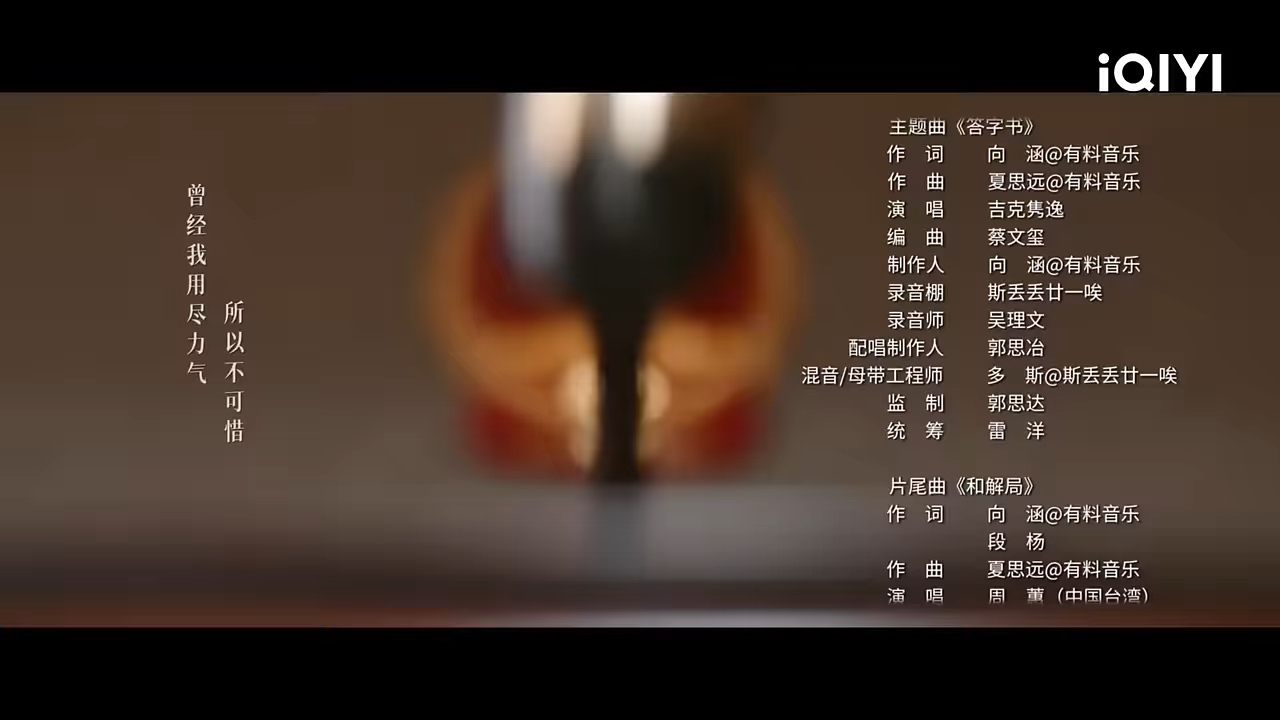 iQIYI
曾经我用尽力气
所以不可惜
主题曲《答字书》
作 词 向 涵@有料音乐
作 曲 夏思远@有料音乐
演 唱 吉克隽逸
编 曲 蔡文玺
制作人 向 涵@有料音乐
录音棚 斯丢丢廿一唉
录音师 吴理文
配唱制作人 郭思冶
混音/母带工程师 多 斯@斯丢丢廿一唉
监 制 郭思达
统 筹 雷 洋
片尾曲《和解局》
作 词 向 涵@有料音乐
段 杨
作 曲 夏思远@有料音乐
演 唱 周 蕙（中国台湾）